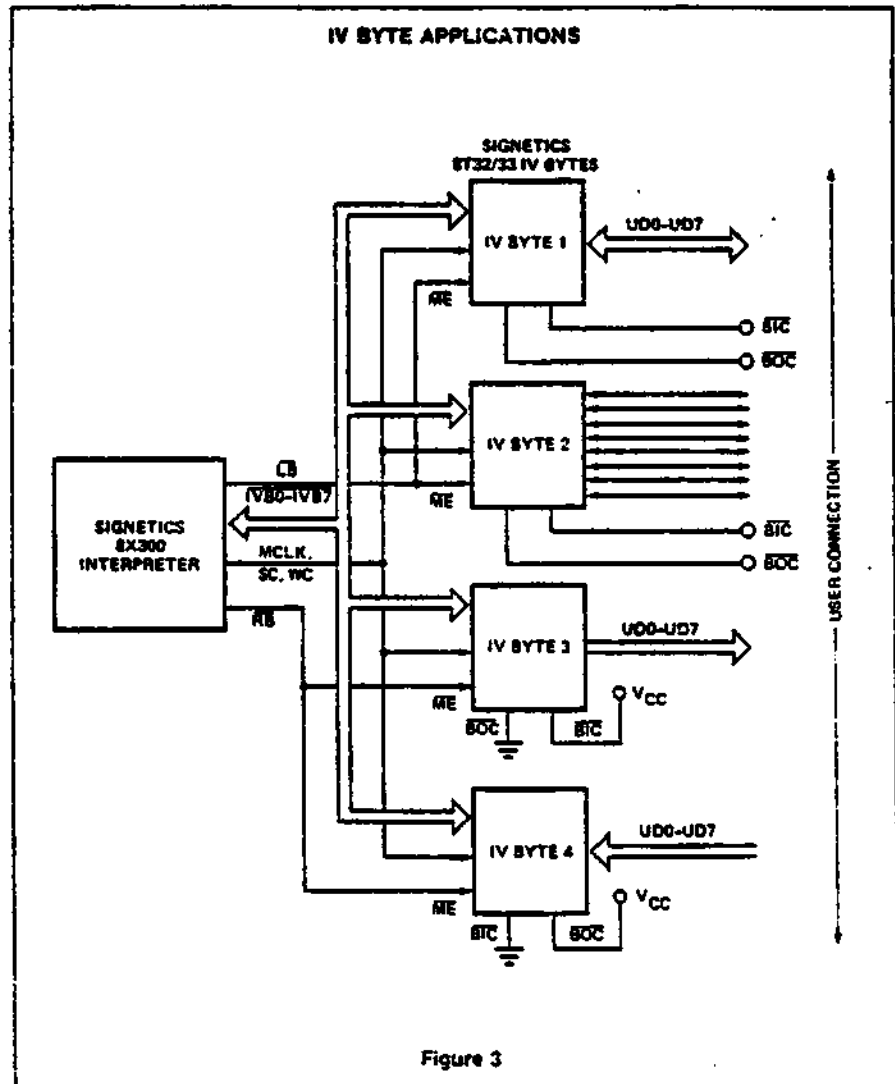 IV BYTE APPLICATIONS
SIGNETICS
8T32/33 IV BYTES
IV BYTE 1
UD0-UD7
ME
BIC
BOC
IV BYTE 2
ME
BIC
BOC
SIGNETICS
8X300
INTERPRETER
LB
IVB0-IVB7
MCLK,
SC, WC
RB
IV BYTE 3
UD0-UD7
ME
BOC
BIC
VCC
IV BYTE 4
UD0-UD7
ME
BIC
BOC
VCC
USER CONNECTION
Figure 3